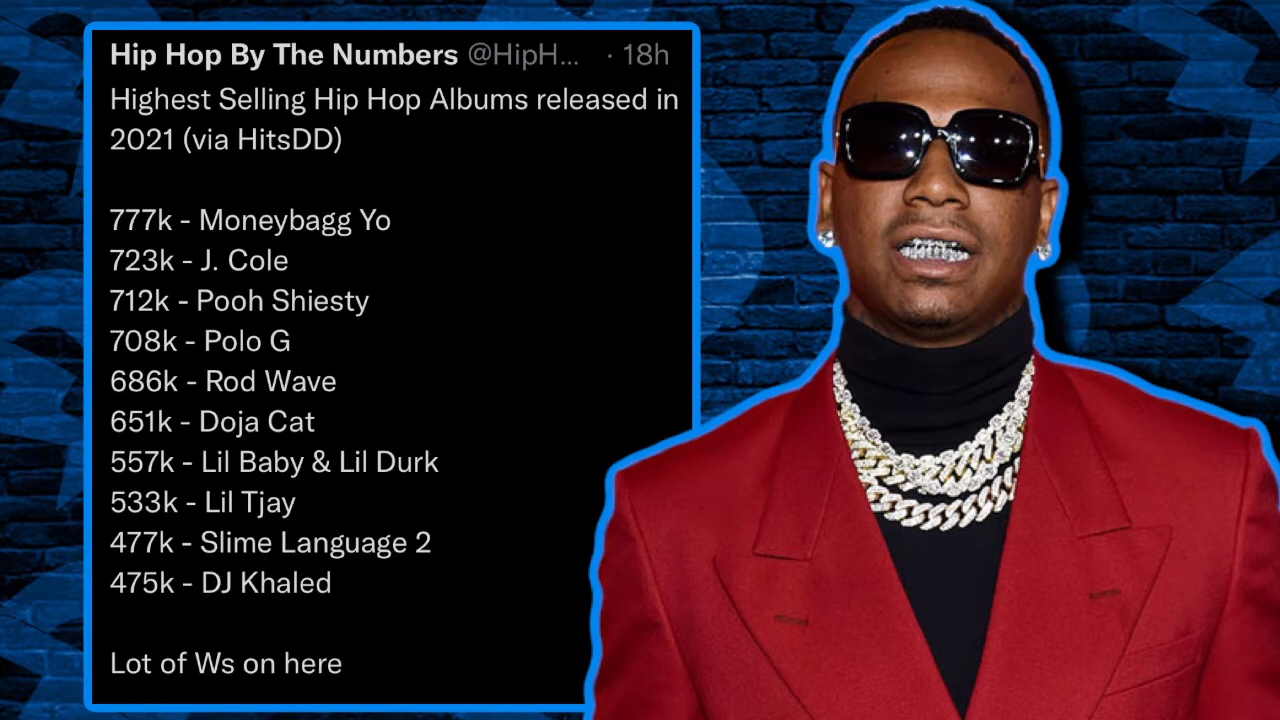 Hip Hop By The Numbers @HipH... · 18h
Highest Selling Hip Hop Albums released in
2021 (via HitsDD)
777k - Moneybagg Yo
723k - J. Cole
712k - Pooh Shiesty
708k - Polo G
686k - Rod Wave
651k - Doja Cat
557k - Lil Baby & Lil Durk
533k - Lil Tjay
477k - Slime Language 2
475k - DJ Khaled
Lot of Ws on here